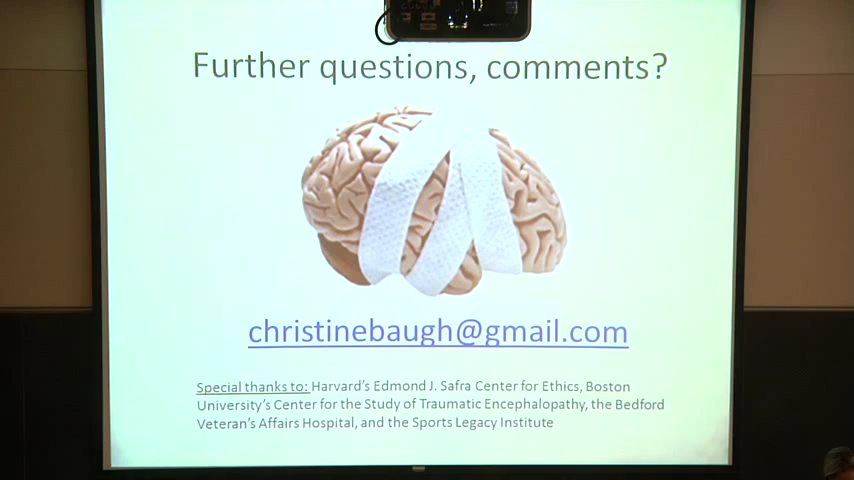 Further questions, comments?
christinebaugh@gmail.com
Special thanks to: Harvard's Edmond J. Safra Center for Ethics, Boston
University's Center for the Study of Traumatic Encephalopathy, the Bedford
Veteran's Affairs Hospital, and the Sports Legacy Institute